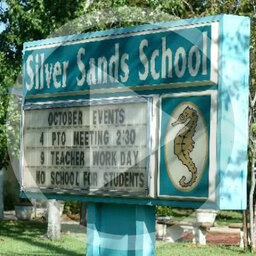 Silver Sands School
OCTOBER EVENTS
4 PTO MEETING 2:30
9 TEACHER WORK DAY
NO SCHOOL FOR STUDENTS